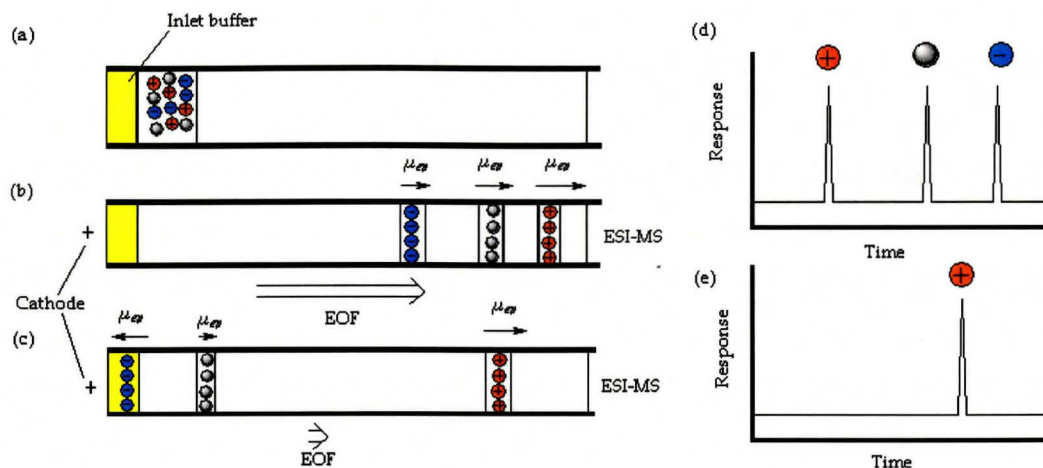 Inlet buffer
(a)
(b)
μep μep μep
+
ESI-MS
Cathode
EOF
(c)
μep μep μep
+
ESI-MS
EOF
(d)
+ -
Response
Time
(e)
+
Response
Time